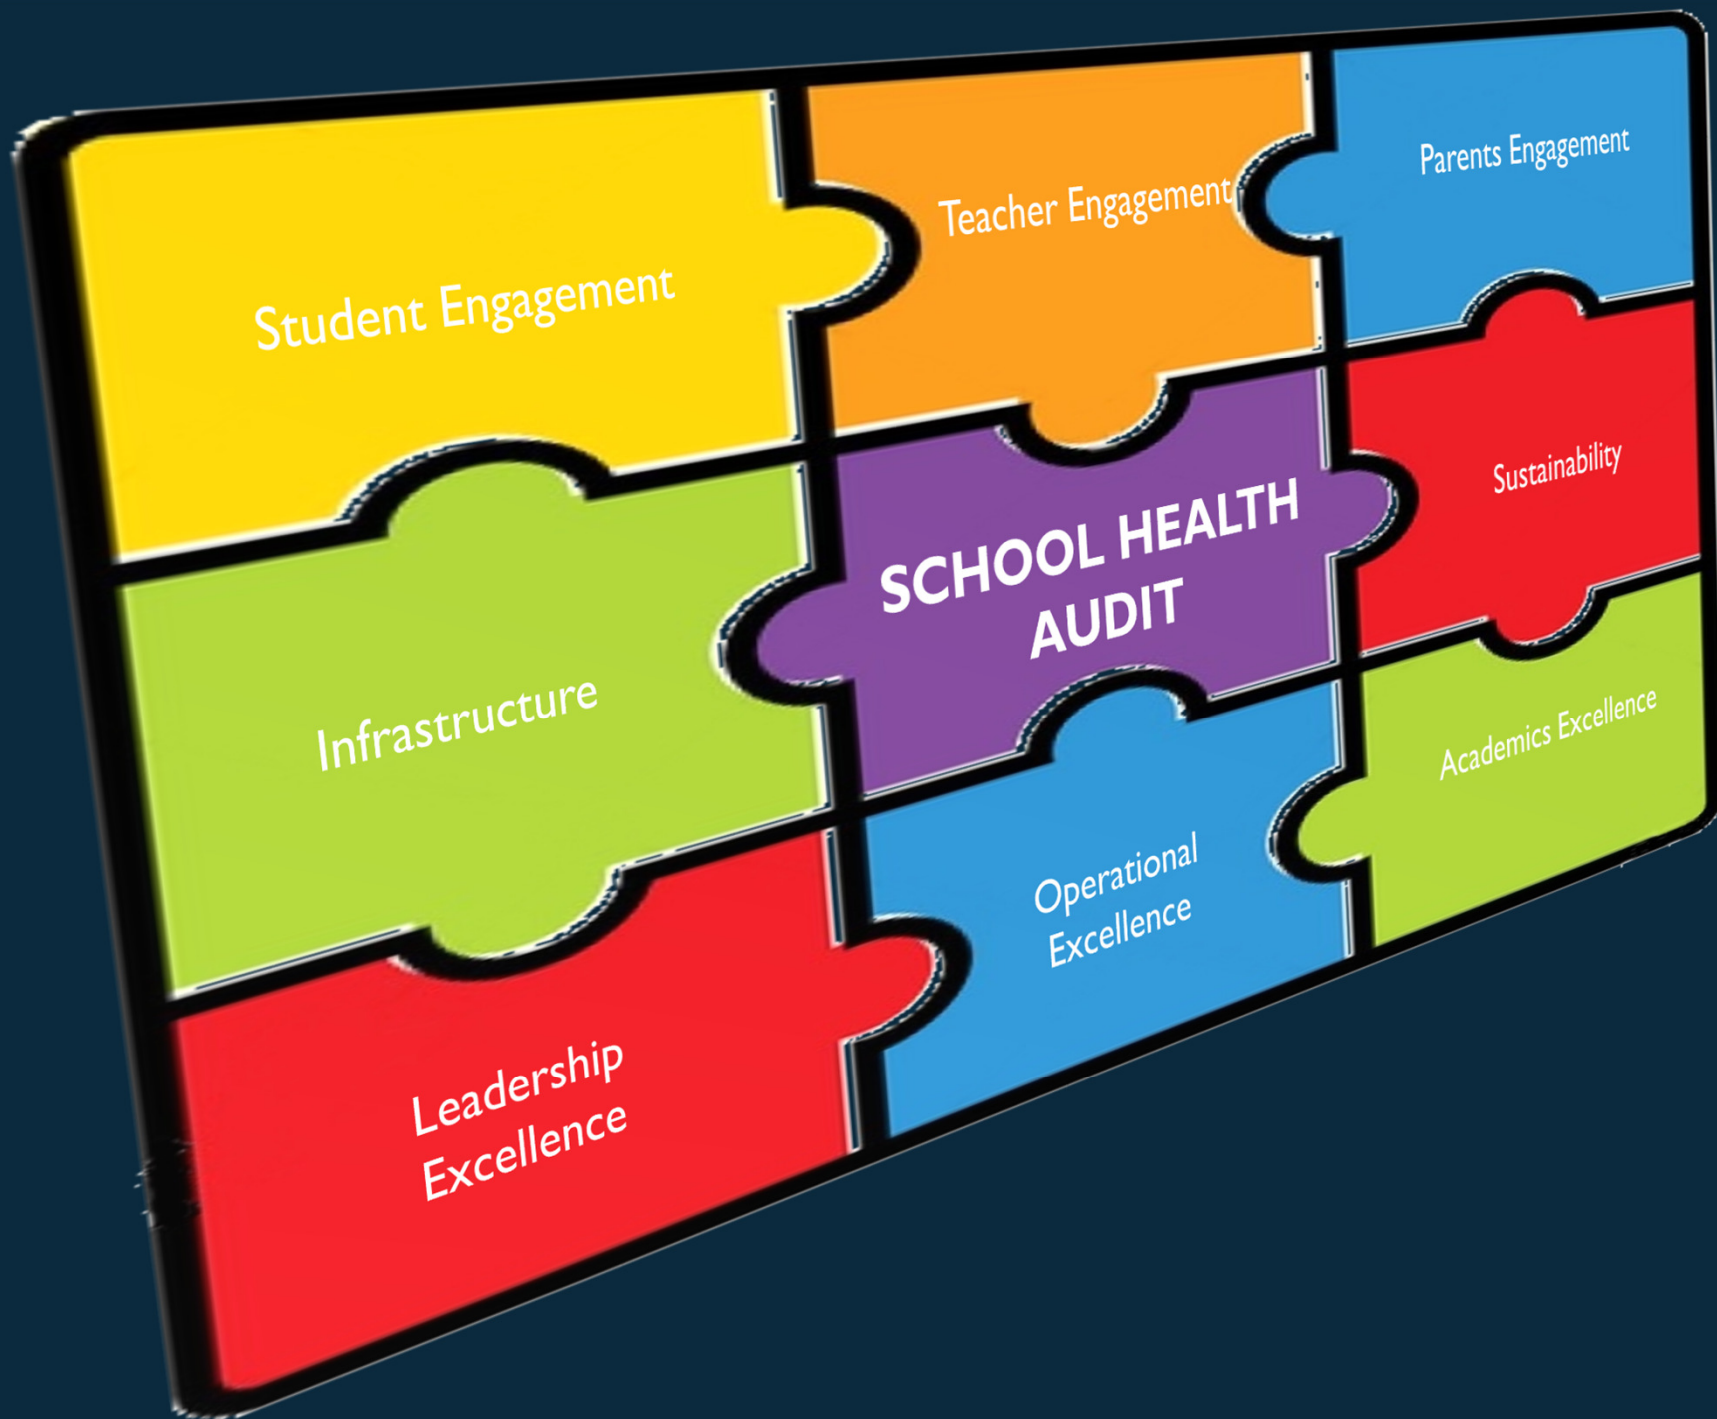 Student Engagement
Teacher Engagement
Parents Engagement
Infrastructure
SCHOOL HEALTH
AUDIT
Sustainability
Leadership
Excellence
Operational
Excellence
Academics Excellence